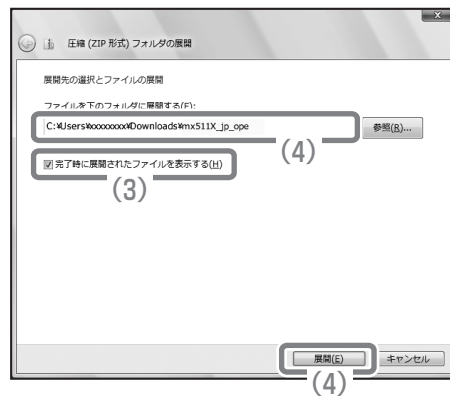 圧縮 (ZIP 形式) フォルダの展開
展開先の選択とファイルの展開
ファイルを下のフォルダに展開する(F):
C:¥Users¥xxxxxxx¥Downloads¥mx511X_jp_ope
参照(R)...
(4)
完了時に展開されたファイルを表示する(H)
(3)
展開(E)
キャンセル
(4)